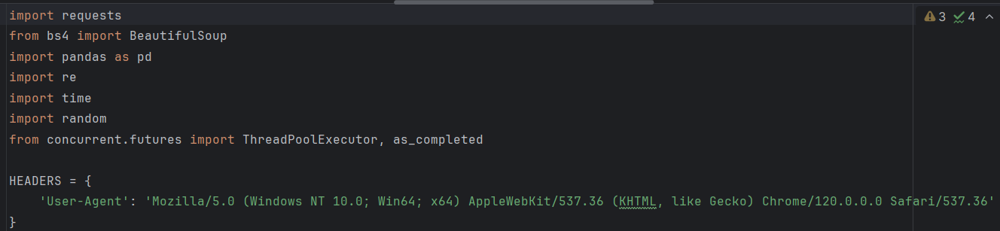 import requests
from bs4 import BeautifulSoup
import pandas as pd
import re
import time
import random
from concurrent.futures import ThreadPoolExecutor, as_completed
HEADERS = {
    'User-Agent': 'Mozilla/5.0 (Windows NT 10.0; Win64; x64) AppleWebKit/537.36 (KHTML, like Gecko) Chrome/120.0.0.0 Safari/537.36'
}
3 4